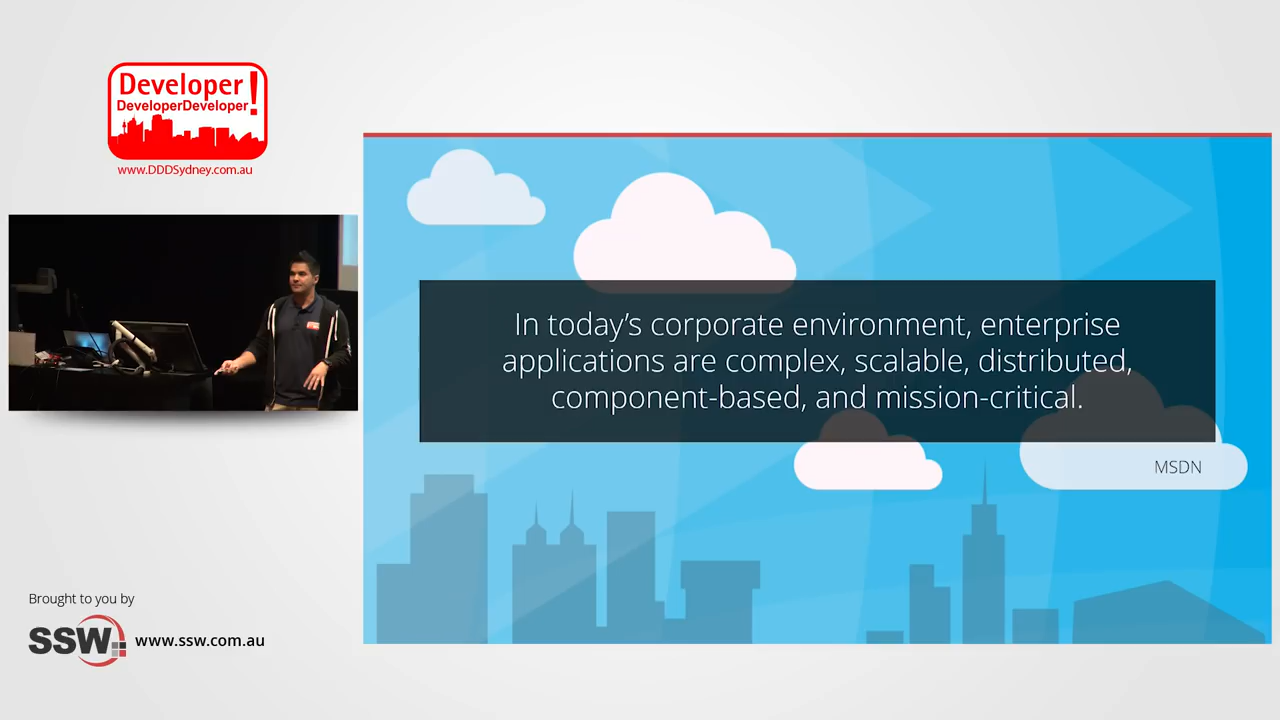 Developer!
DeveloperDeveloper
www.DDDSydney.com.au
In today’s corporate environment, enterprise
applications are complex, scalable, distributed,
component-based, and mission-critical.
MSDN
Brought to you by
SSW
www.ssw.com.au